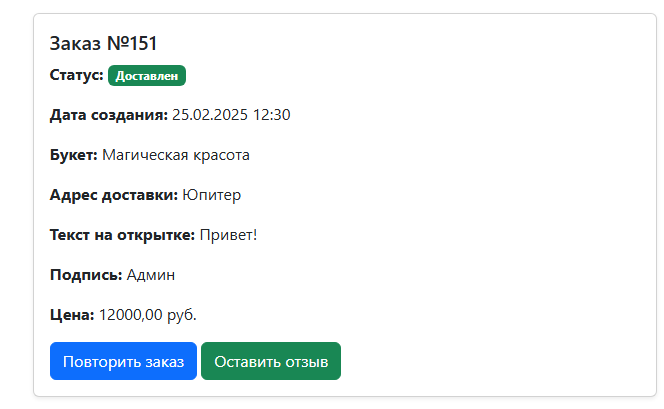 Заказ №151
Статус: Доставлен
Дата создания: 25.02.2025 12:30
Букет: Магическая красота
Адрес доставки: Юпитер
Текст на открытке: Привет!
Подпись: Админ
Цена: 12000,00 руб.
Повторить заказ Оставить отзыв